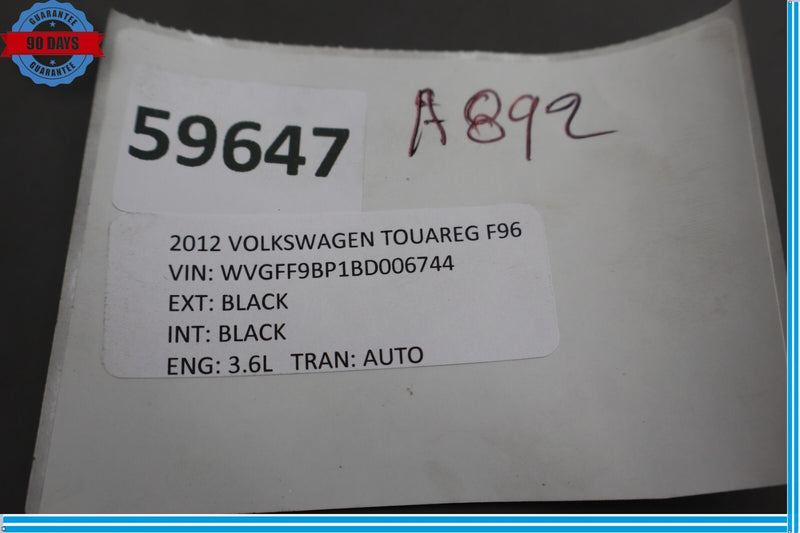 GUARANTEE
90 DAYS
GUARANTEE
59647
A892
2012 VOLKSWAGEN TOUAREG F96
VIN: WVGFF9BP1BD006744
EXT: BLACK
INT: BLACK
ENG: 3.6L TRAN: AUTO